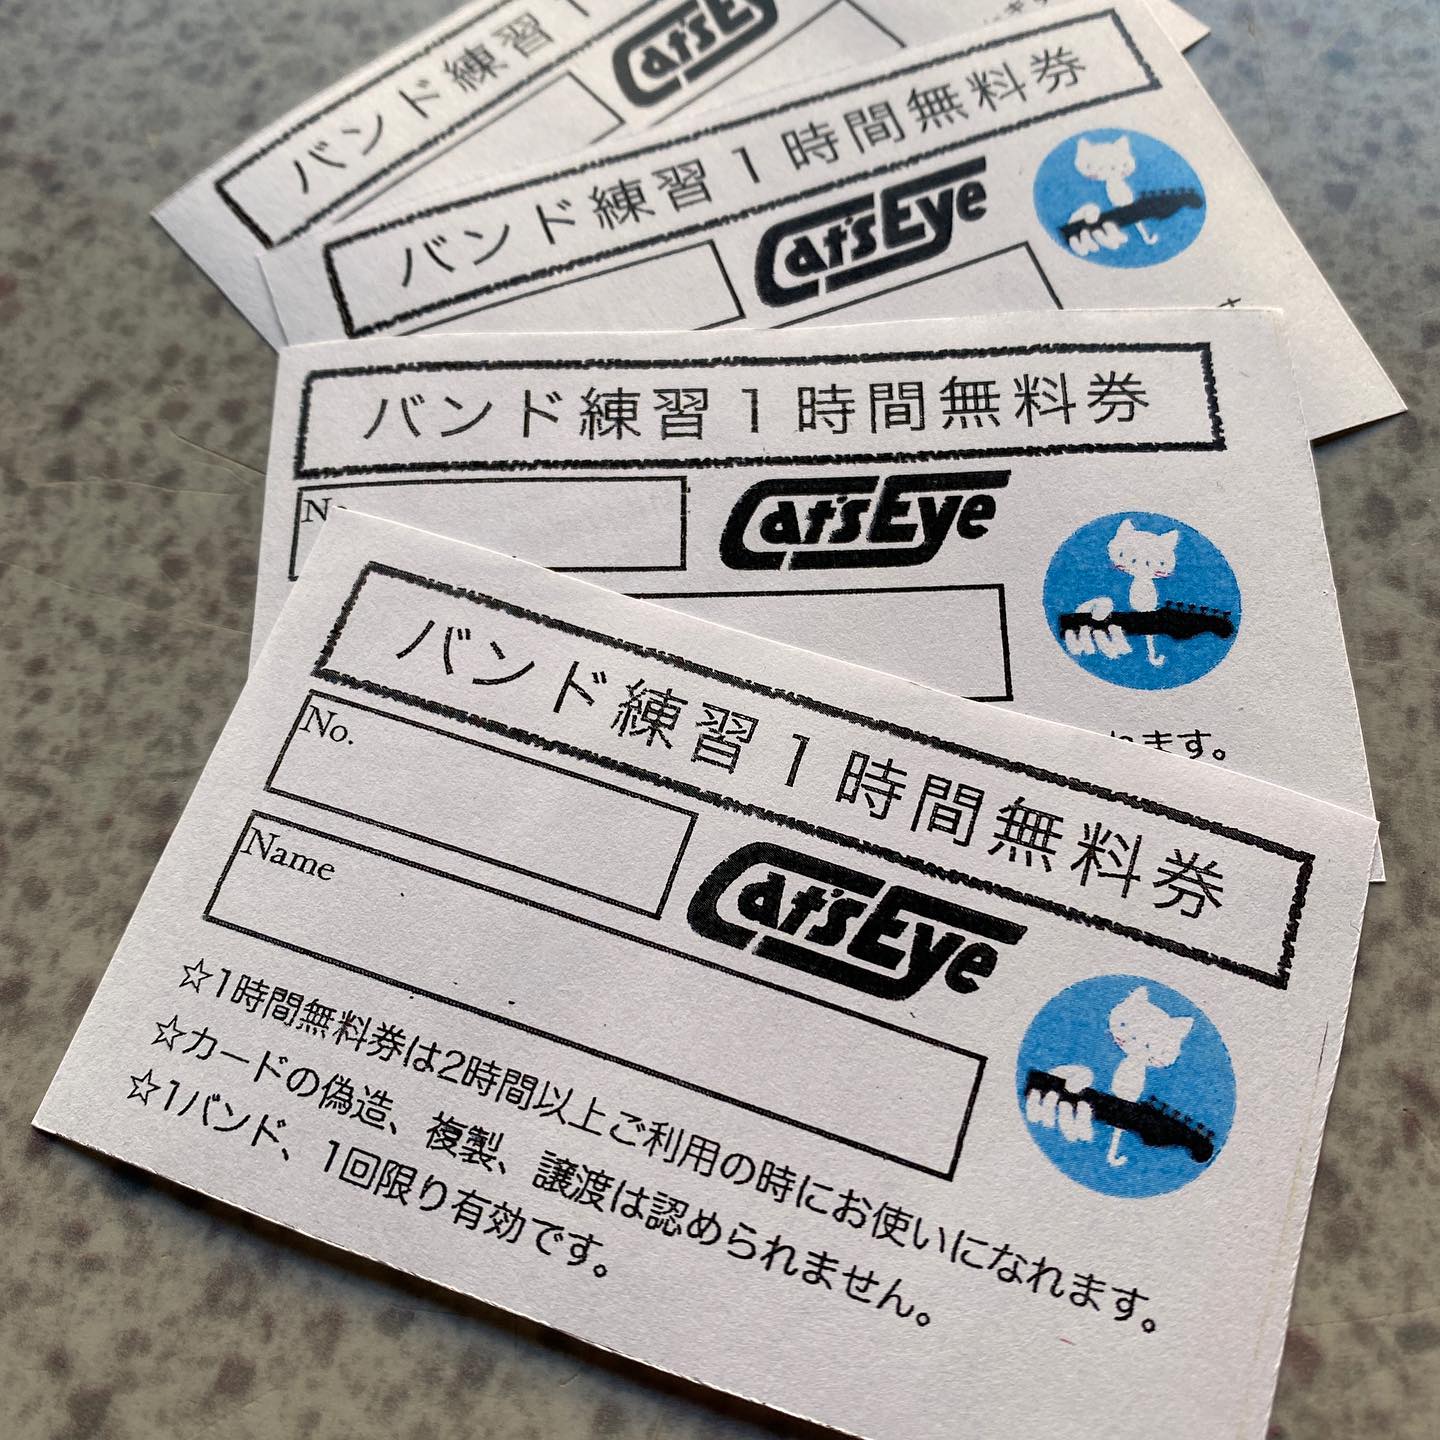 バンド練習
Cat'sE
バンド練習1時間無料券
Cat'sEye
バンド練習1時間無料券
Cat'sEye
れます。
バンド練習1時間無料券
No.
Cat'sEye
Name
☆1時間無料券は2時間以上ご利用の時にお使いになれます。
☆カードの偽造、複製、譲渡は認められません。
☆1バンド、1回限り有効です。